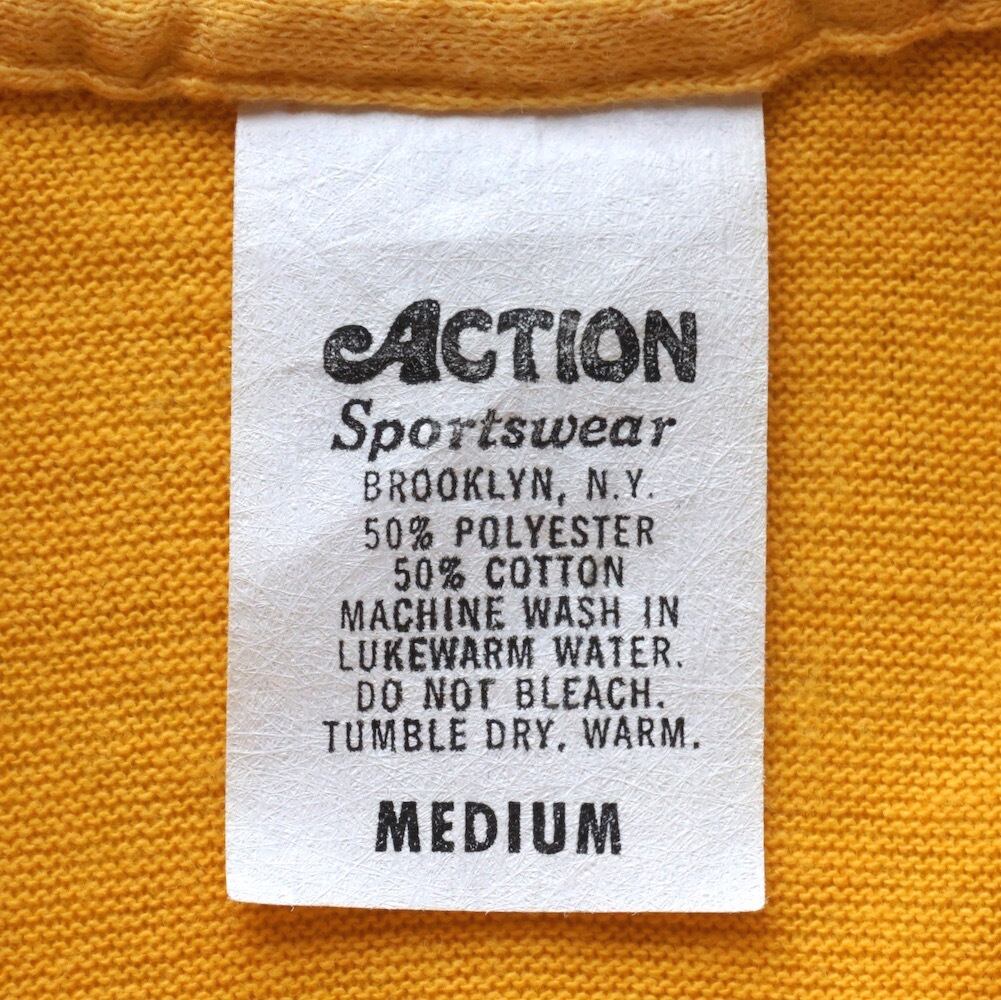 ACTION
Sportswear
BROOKLYN, N.Y.
50% POLYESTER
50% COTTON
MACHINE WASH IN
LUKEWARM WATER.
DO NOT BLEACH.
TUMBLE DRY. WARM.
MEDIUM